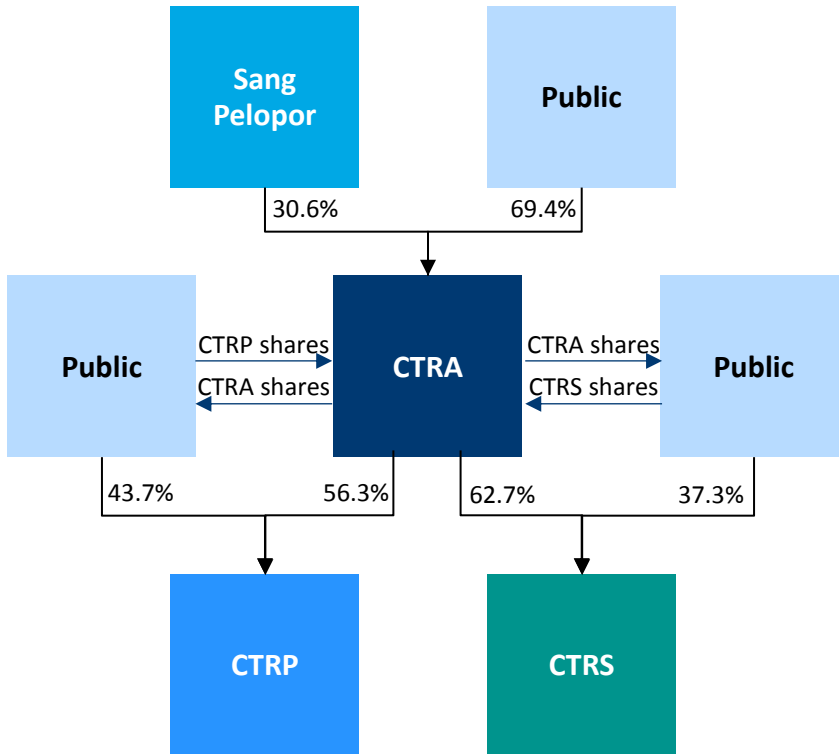 Sang
Pelopor
Public
30.6%
69.4%
Public
CTRP shares
CTRA shares
CTRA
CTRA shares
CTRS shares
Public
43.7%
56.3%
62.7%
37.3%
CTRP
CTRS